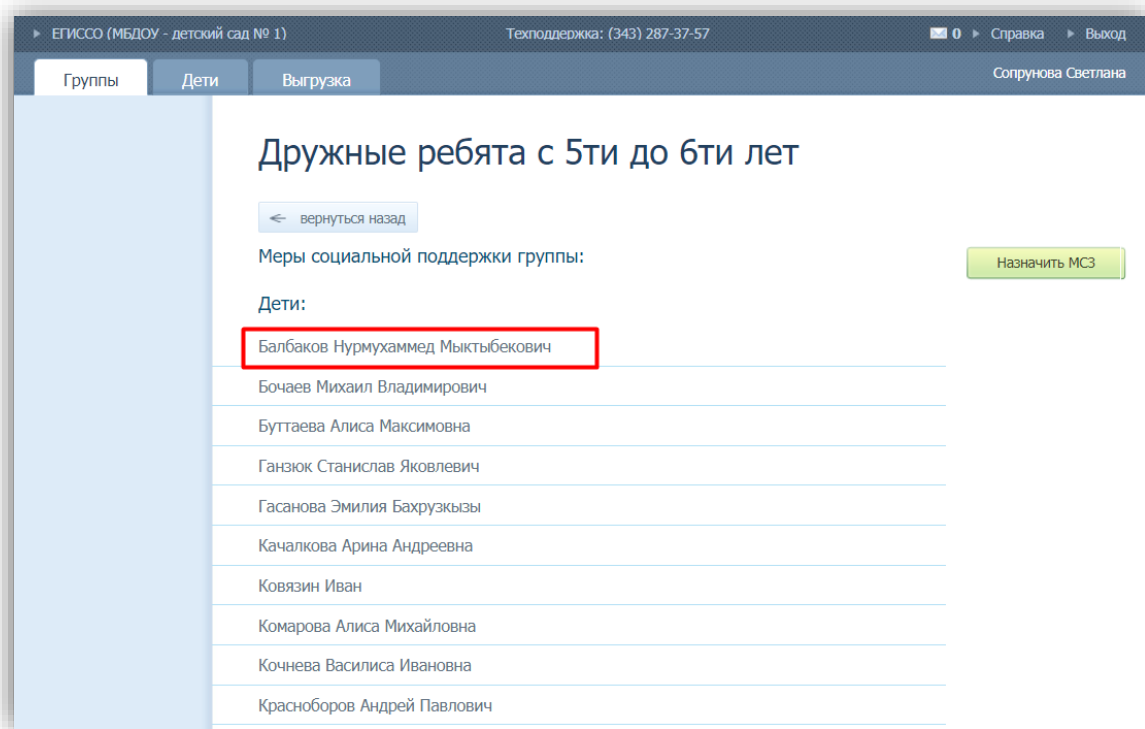 ЕГИССО (МБДОУ - детский сад № 1) Техподдержка: (343) 287-37-57 0 Справка Выход
Группы Дети Выгрузка Сопрунова Светлана
Дружные ребята с 5ти до 6ти лет
вернуться назад
Меры социальной поддержки группы: Назначить МСЗ
Дети:
Балбаков Нурмухаммед Мыктыбекович
Бочаев Михаил Владимирович
Буттаева Алиса Максимовна
Ганзюк Станислав Яковлевич
Гасанова Эмилия Бахрузкызы
Качалкова Арина Андреевна
Ковязин Иван
Комарова Алиса Михайловна
Кочнева Василиса Ивановна
Красноборов Андрей Павлович